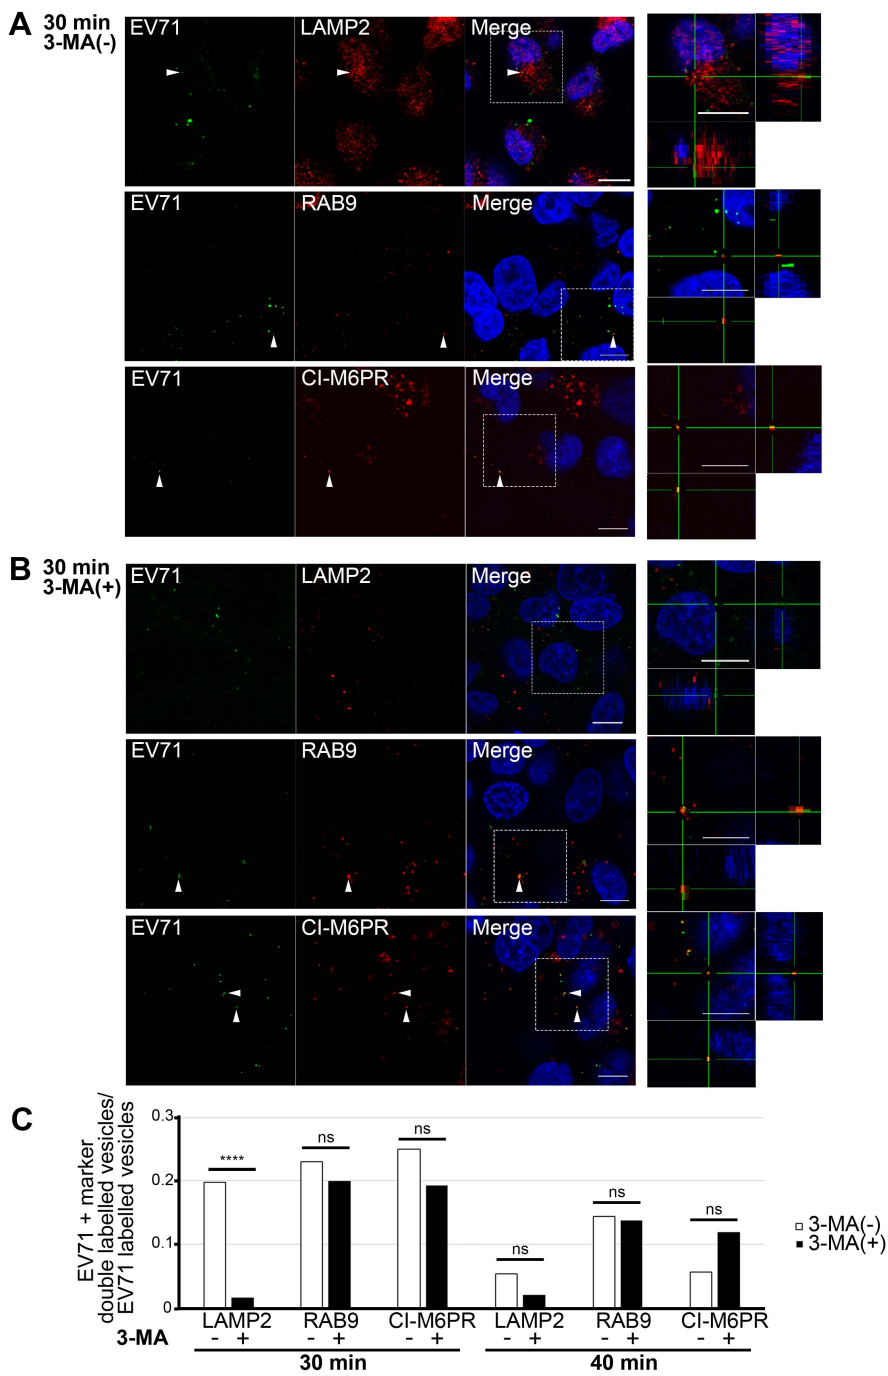 A
30 min
3-MA(-)
EV71 LAMP2 Merge
EV71 RAB9 Merge
EV71 CI-M6PR Merge
B
30 min
3-MA(+)
EV71 LAMP2 Merge
EV71 RAB9 Merge
EV71 CI-M6PR Merge
C
EV71 + marker
double labelled vesicles/
EV71 labelled vesicles
0.3
0.2
0.1
0
**** ns ns ns ns ns
3-MA(-)
3-MA(+)
LAMP2 RAB9 CI-M6PR LAMP2 RAB9 CI-M6PR
3-MA - + - + - + - + - + - +
30 min 40 min